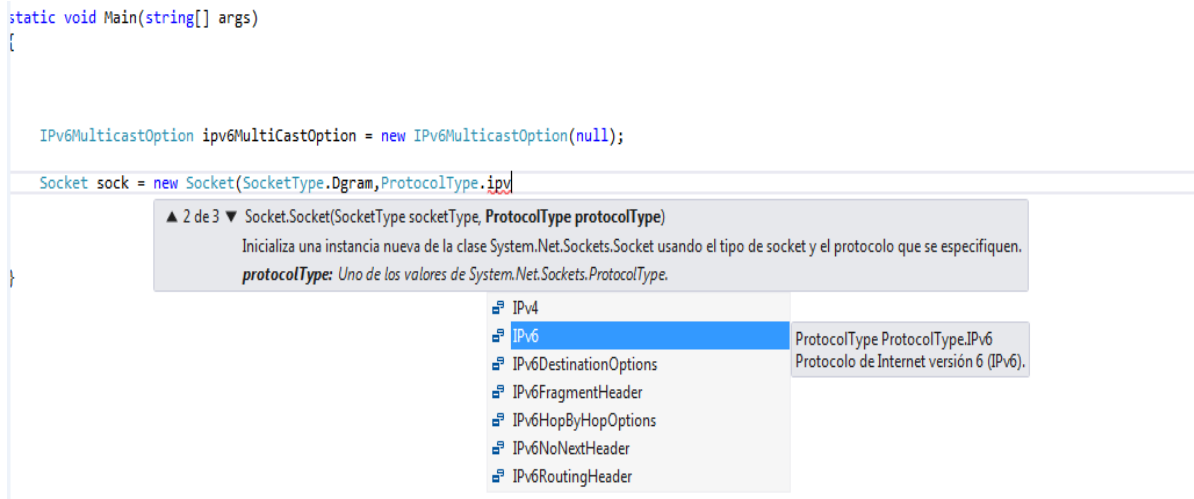 static void Main(string[] args)
{
IPv6MulticastOption ipv6MultiCastOption = new IPv6MulticastOption(null);
Socket sock = new Socket(SocketType.Dgram,ProtocolType.ipv
▲ 2 de 3 ▼ Socket.Socket(SocketType socketType, ProtocolType protocolType)
Inicializa una instancia nueva de la clase System.Net.Sockets.Socket usando el tipo de socket y el protocolo que se especifiquen.
protocolType: Uno de los valores de System.Net.Sockets.ProtocolType.
}
IPv4
IPv6
ProtocolType ProtocolType.IPv6
Protocolo de Internet versión 6 (IPv6).
IPv6DestinationOptions
IPv6FragmentHeader
IPv6HopByHopOptions
IPv6NoNextHeader
IPv6RoutingHeader